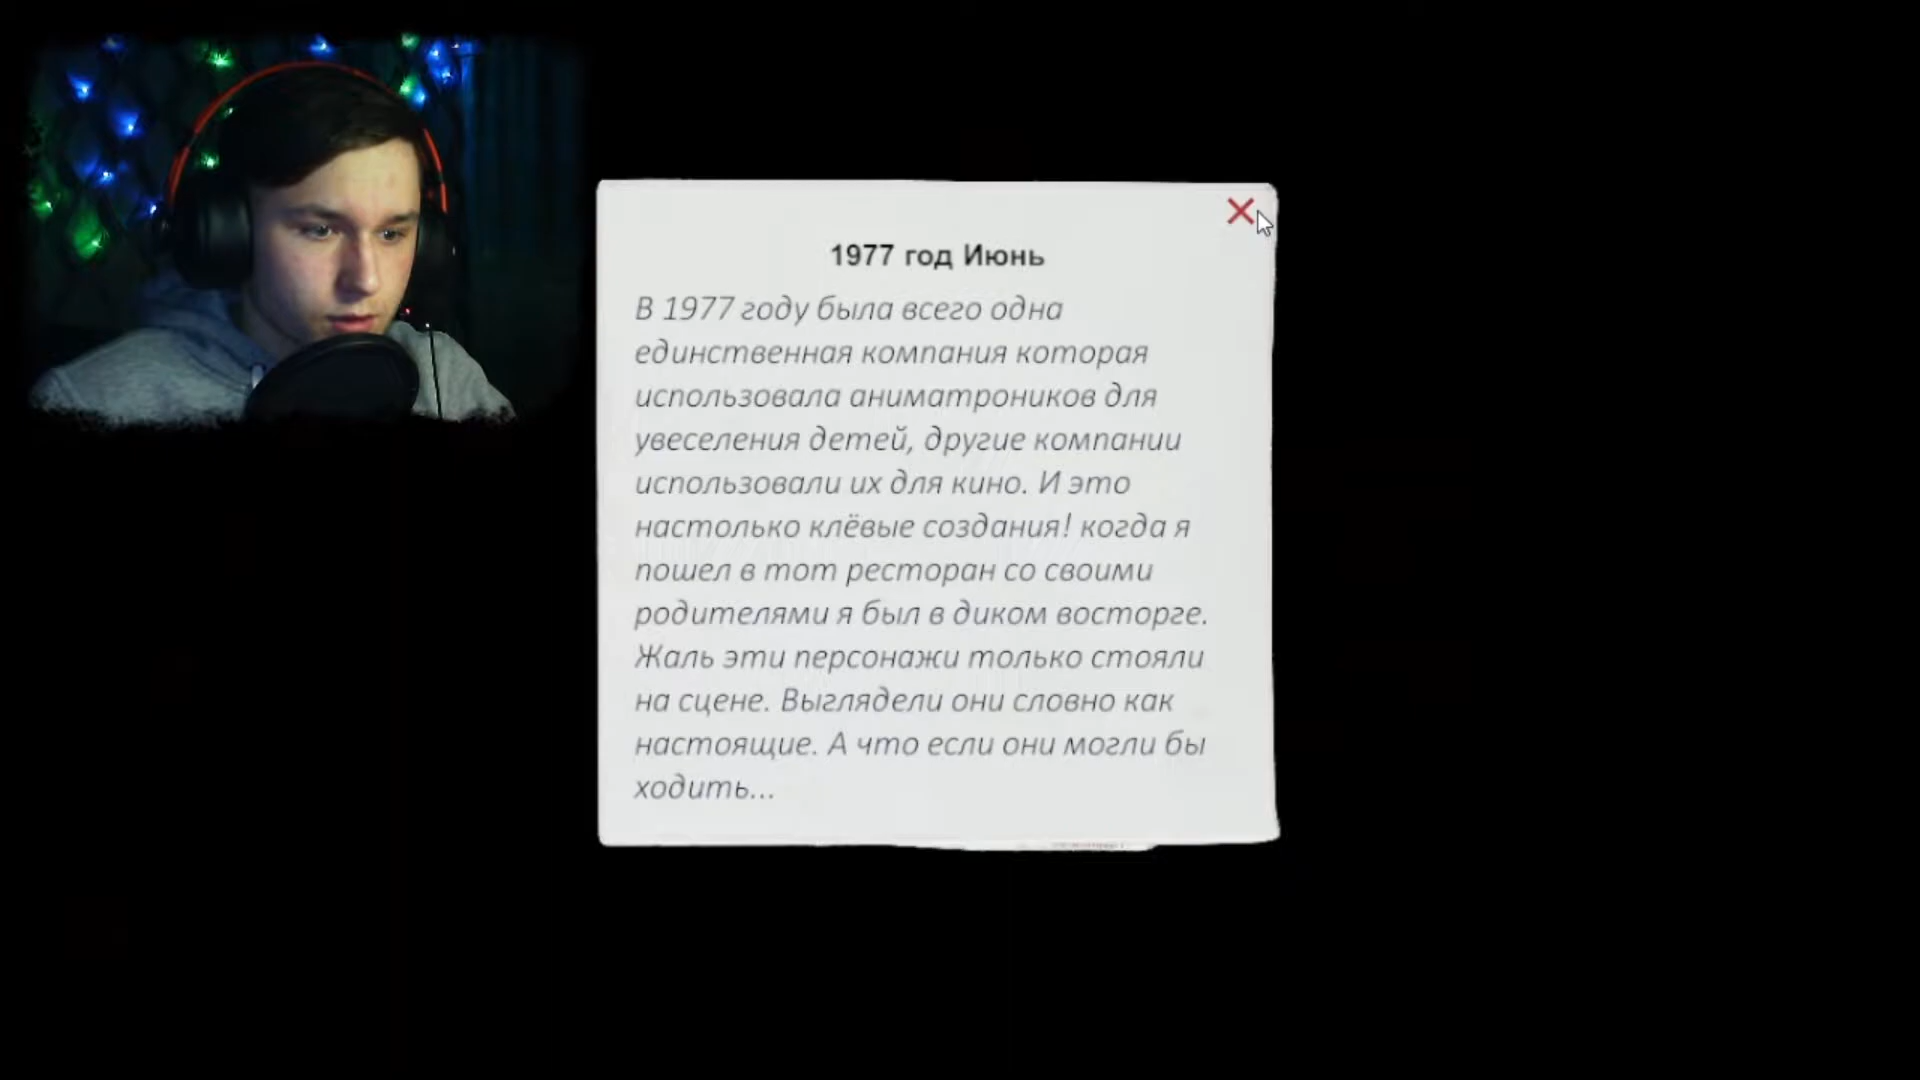 1977 год Июнь
В 1977 году была всего одна
единственная компания которая
использовала аниматроников для
увеселения детей, другие компании
использовали их для кино. И это
настолько клёвые создания! когда я
пошел в тот ресторан со своими
родителями я был в диком восторге.
Жаль эти персонажи только стояли
на сцене. Выглядели они словно как
настоящие. А что если они могли бы
ходить...